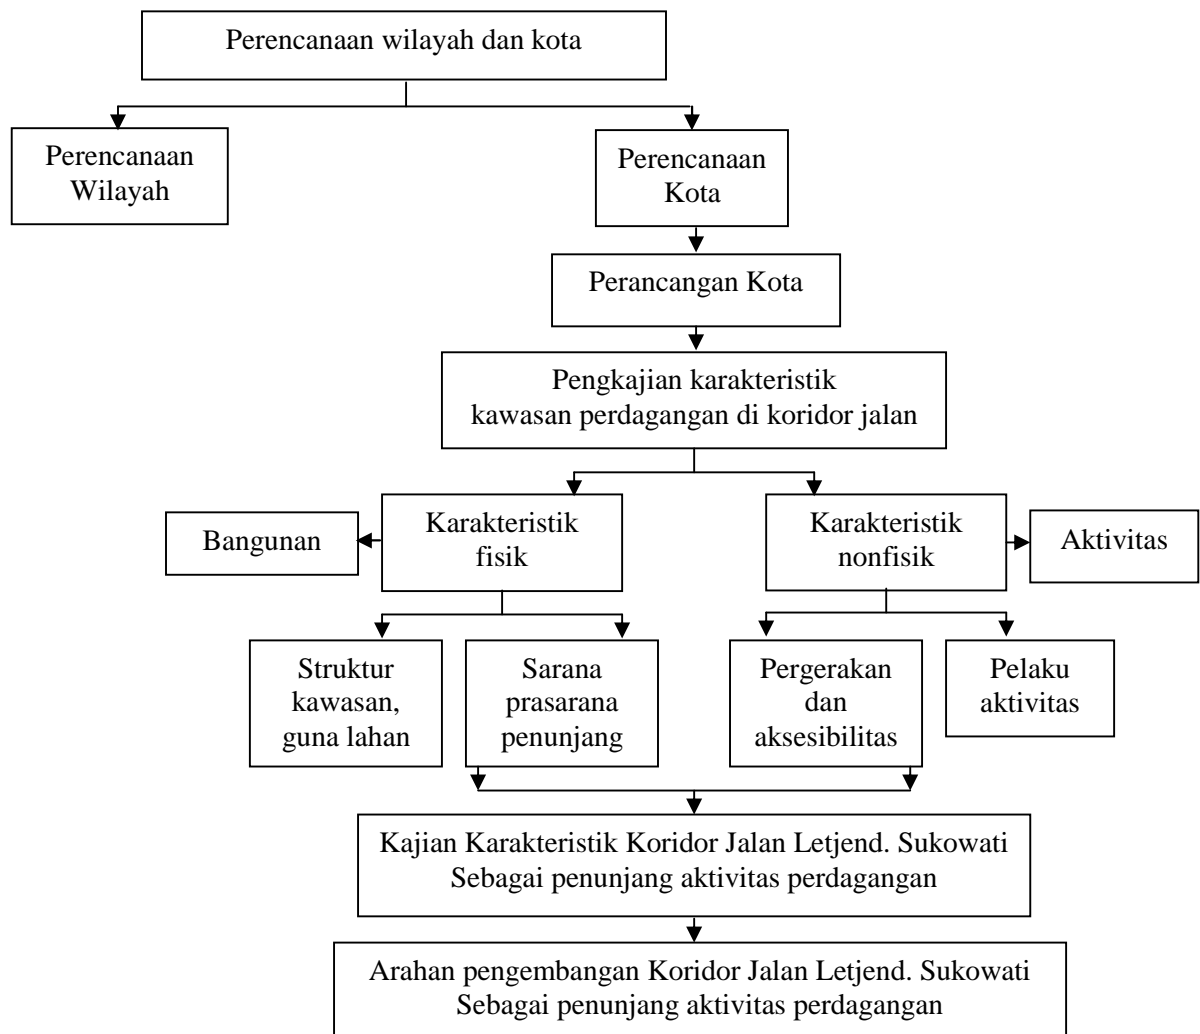 Perencanaan wilayah dan kota
Perencanaan
Wilayah
Perencanaan
Kota
Perancangan Kota
Pengkajian karakteristik
kawasan perdagangan di koridor jalan
Bangunan
Karakteristik
fisik
Karakteristik
nonfisik
Aktivitas
Struktur
kawasan,
guna lahan
Sarana
prasarana
penunjang
Pergerakan
dan
aksesibilitas
Pelaku
aktivitas
Kajian Karakteristik Koridor Jalan Letjend. Sukowati
Sebagai penunjang aktivitas perdagangan
Arahan pengembangan Koridor Jalan Letjend. Sukowati
Sebagai penunjang aktivitas perdagangan